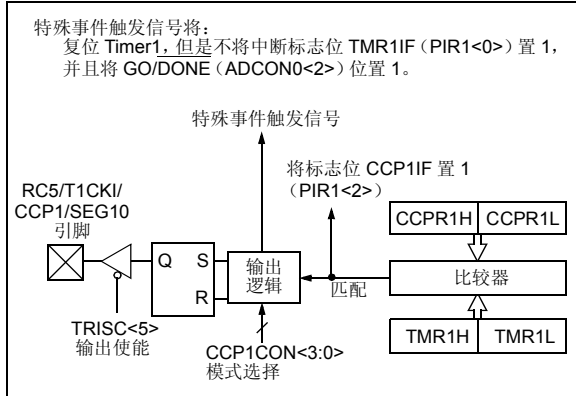 特殊事件触发信号将：
复位 Timer1，但是不将中断标志位 TMR1IF（PIR1<0>）置 1，
并且将 GO/DONE（ADCON0<2>）位置 1。
特殊事件触发信号
将标志位 CCP1IF 置 1
（PIR1<2>）
RC5/T1CKI/
CCP1/SEG10
引脚
CCPR1H
CCPR1L
Q
S
R
输出
逻辑
匹配
比较器
TRISC<5>
输出使能
CCP1CON<3:0>
模式选择
TMR1H
TMR1L